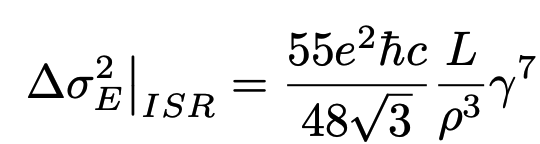 Δσ_E^2|_{ISR} = \frac{55e^2ħc}{48\sqrt{3}} \frac{L}{ρ^3} γ^7